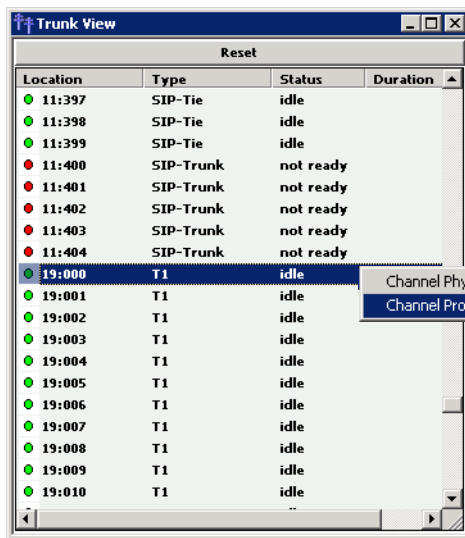 Trunk View
Reset
Location Type Status Duration
11:397 SIP-Tie idle
11:398 SIP-Tie idle
11:399 SIP-Tie idle
11:400 SIP-Trunk not ready
11:401 SIP-Trunk not ready
11:402 SIP-Trunk not ready
11:403 SIP-Trunk not ready
11:404 SIP-Trunk not ready
19:000 T1 idle
Channel Phy
19:001 T1 idle
Channel Pro
19:002 T1 idle
19:003 T1 idle
19:004 T1 idle
19:005 T1 idle
19:006 T1 idle
19:007 T1 idle
19:008 T1 idle
19:009 T1 idle
19:010 T1 idle